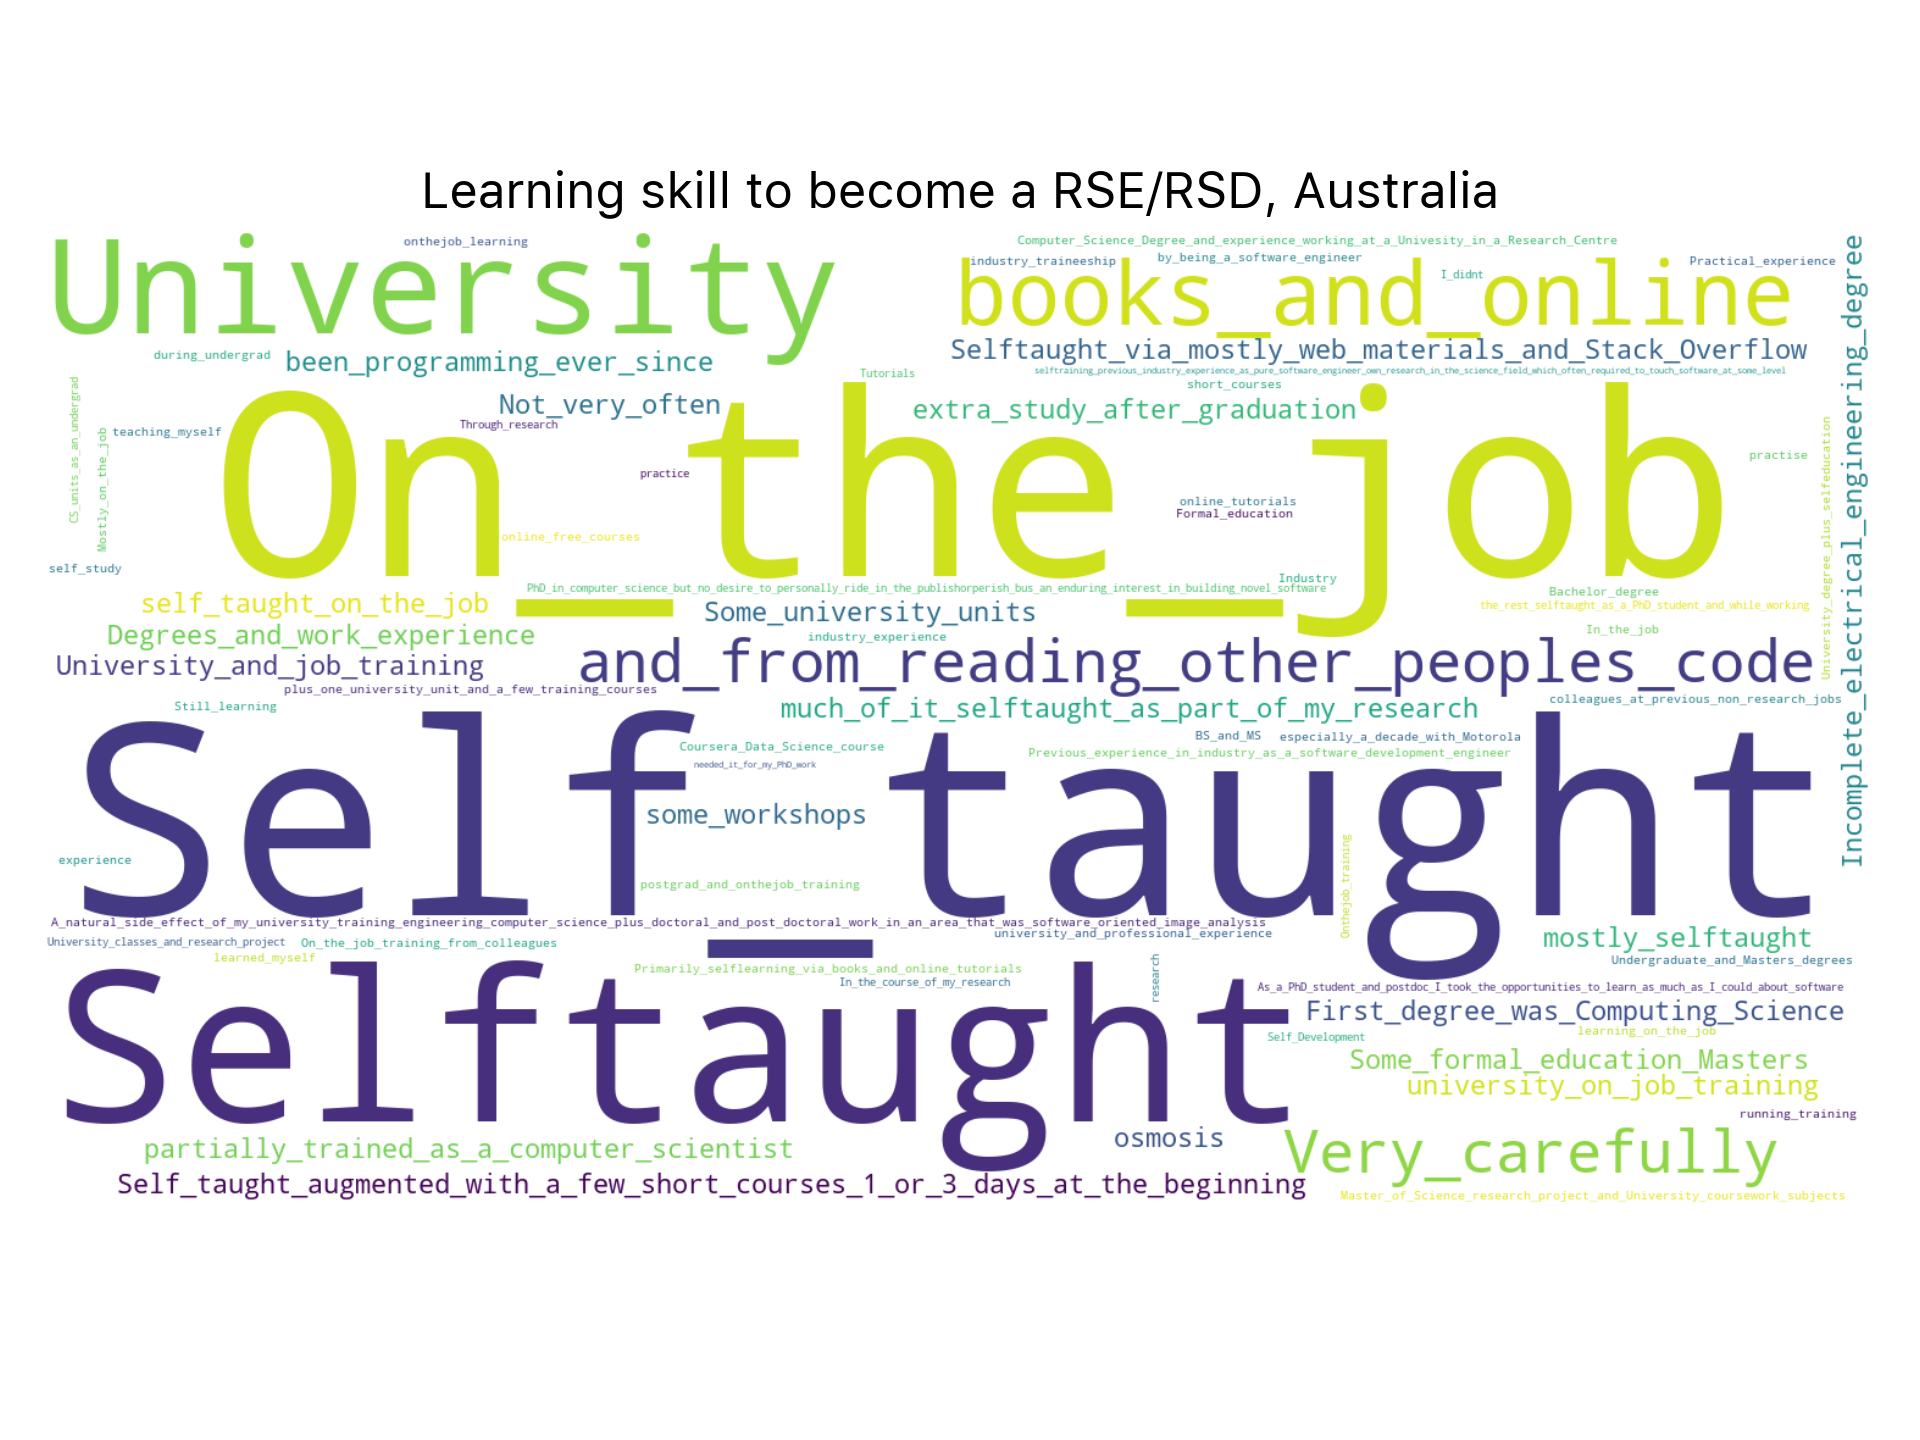 Learning skill to become a RSE/RSD, Australia
University
onthejob_learning
Computer_Science_Degree_and_experience_working_at_a_Univesity_in_a_Research_Centre
industry_traineeship
by_being_a_software_engineer
I_didnt
Practical_experience
books_and_online
Incomplete_electrical_engineering_degree
during_undergrad
been_programming_ever_since
Selftaught_via_mostly_web_materials_and_Stack_Overflow
selftraining_previous_industry_experience_as_pure_software_engineer_own_research_in_the_science_field_which_often_required_to_touch_software_at_some_level
Tutorials
short_courses
CS_units_as_an_undergrad
Mostly_on_the_job
teaching_myself
Not_very_often
Through_research
extra_study_after_graduation
On_the_job
practice
practise
online_tutorials
Formal_education
online_free_courses
University_degree_plus_selfeducation
self_study
Industry
PhD_in_computer_science_but_no_desire_to_personally_ride_in_the_publishorperish_bus_an_enduring_interest_in_building_novel_software
Bachelor_degree
self_taught_on_the_job
Some_university_units
the_rest_selftaught_as_a_PhD_student_and_while_working
Degrees_and_work_experience
industry_experience
In_the_job
University_and_job_training
and_from_reading_other_peoples_code
plus_one_university_unit_and_a_few_training_courses
Still_learning
much_of_it_selftaught_as_part_of_my_research
colleagues_at_previous_non_research_jobs
BS_and_MS
especially_a_decade_with_Motorola
Coursera_Data_Science_course
Previous_experience_in_industry_as_a_software_development_engineer
needed_it_for_my_PhD_work
Self_taught
some_workshops
experience
postgrad_and_onthejob_training
Onthejob_training
A_natural_side_effect_of_my_university_training_engineering_computer_science_plus_doctoral_and_post_doctoral_work_in_an_area_that_was_software_oriented_image_analysis
University_classes_and_research_project
On_the_job_training_from_colleagues
university_and_professional_experience
mostly_selftaught
learned_myself
Primarily_selflearning_via_books_and_online_tutorials
Undergraduate_and_Masters_degrees
In_the_course_of_my_research
research
As_a_PhD_student_and_postdoc_I_took_the_opportunities_to_learn_as_much_as_I_could_about_software
Selftaught
First_degree_was_Computing_Science
Self_Development
learning_on_the_job
Some_formal_education_Masters
university_on_job_training
running_training
partially_trained_as_a_computer_scientist
osmosis
Very_carefully
Self_taught_augmented_with_a_few_short_courses_1_or_3_days_at_the_beginning
Master_of_Science_research_project_and_University_coursework_subjects